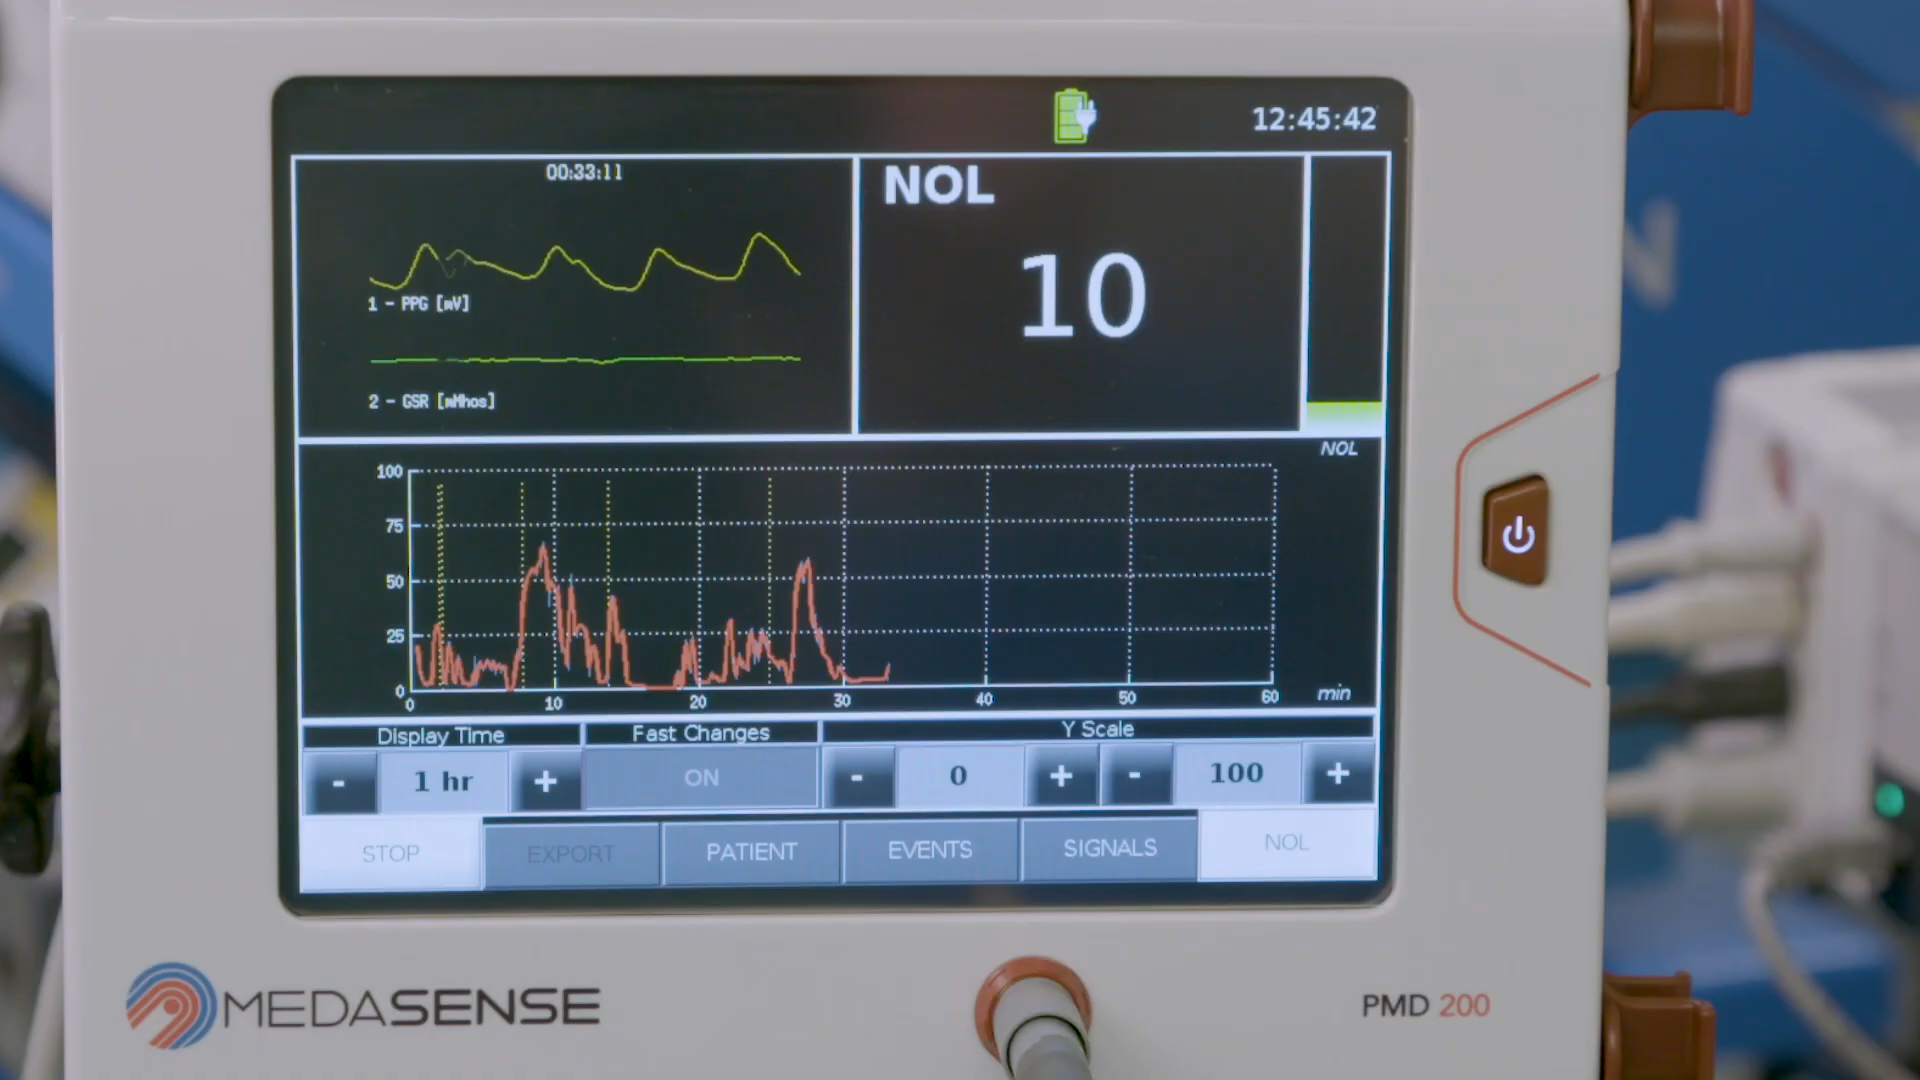 12:45:42
00:33:11
NOL
10
1 - PPG [mV]
2 - GSR [mMhos]
NOL
100
75
50
25
0
0 10 20 30 40 50 60 min
Display Time Fast Changes Y Scale
- 1 hr + ON - 0 + - 100 +
STOP EXPORT PATIENT EVENTS SIGNALS NOL
MEDASENSE
PMD 200
N